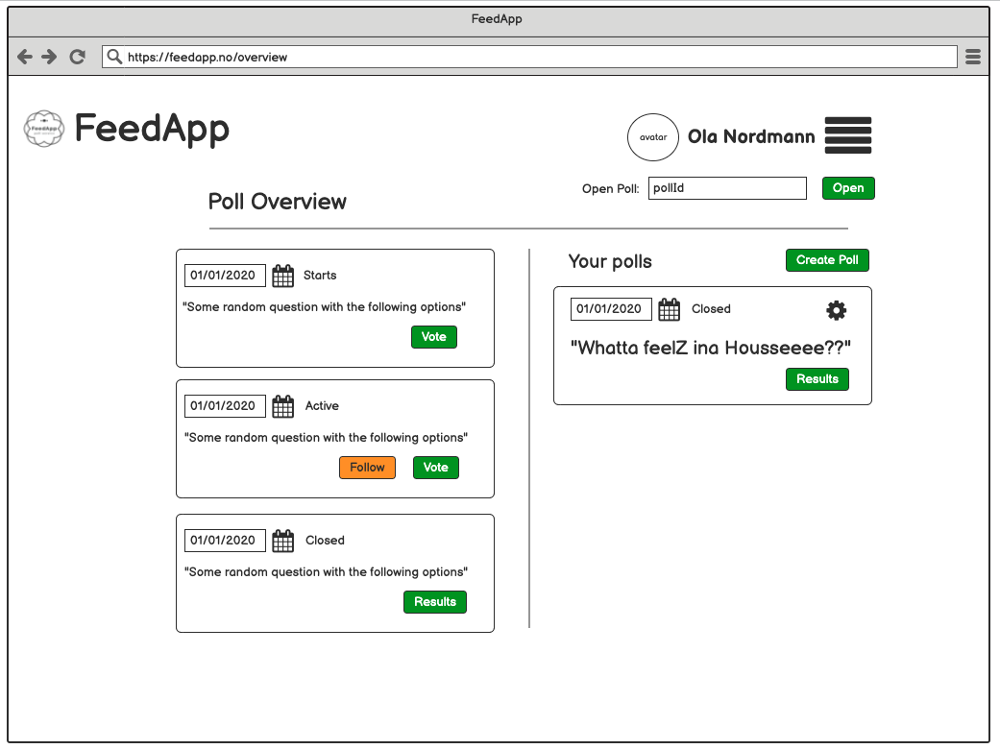 FeedApp
https://feedapp.no/overview
FeedApp
FeedApp
avatar
Ola Nordmann
Open Poll:
pollId
Open
Poll Overview
01/01/2020
Starts
"Some random question with the following options"
Vote
01/01/2020
Active
"Some random question with the following options"
Follow
Vote
01/01/2020
Closed
"Some random question with the following options"
Results
Your polls
Create Poll
01/01/2020
Closed
"Whatta feelZ ina Housseeee??"
Results